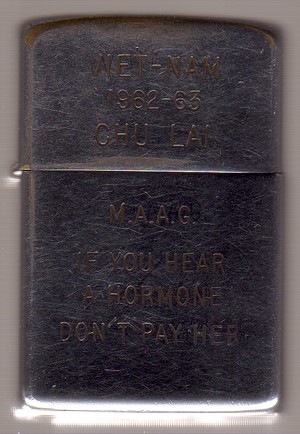 VIET-NAM
1962-63
CHU LAI
M.A.A.G.
IF YOU HEAR
A HORMONE
DON'T PAY HER